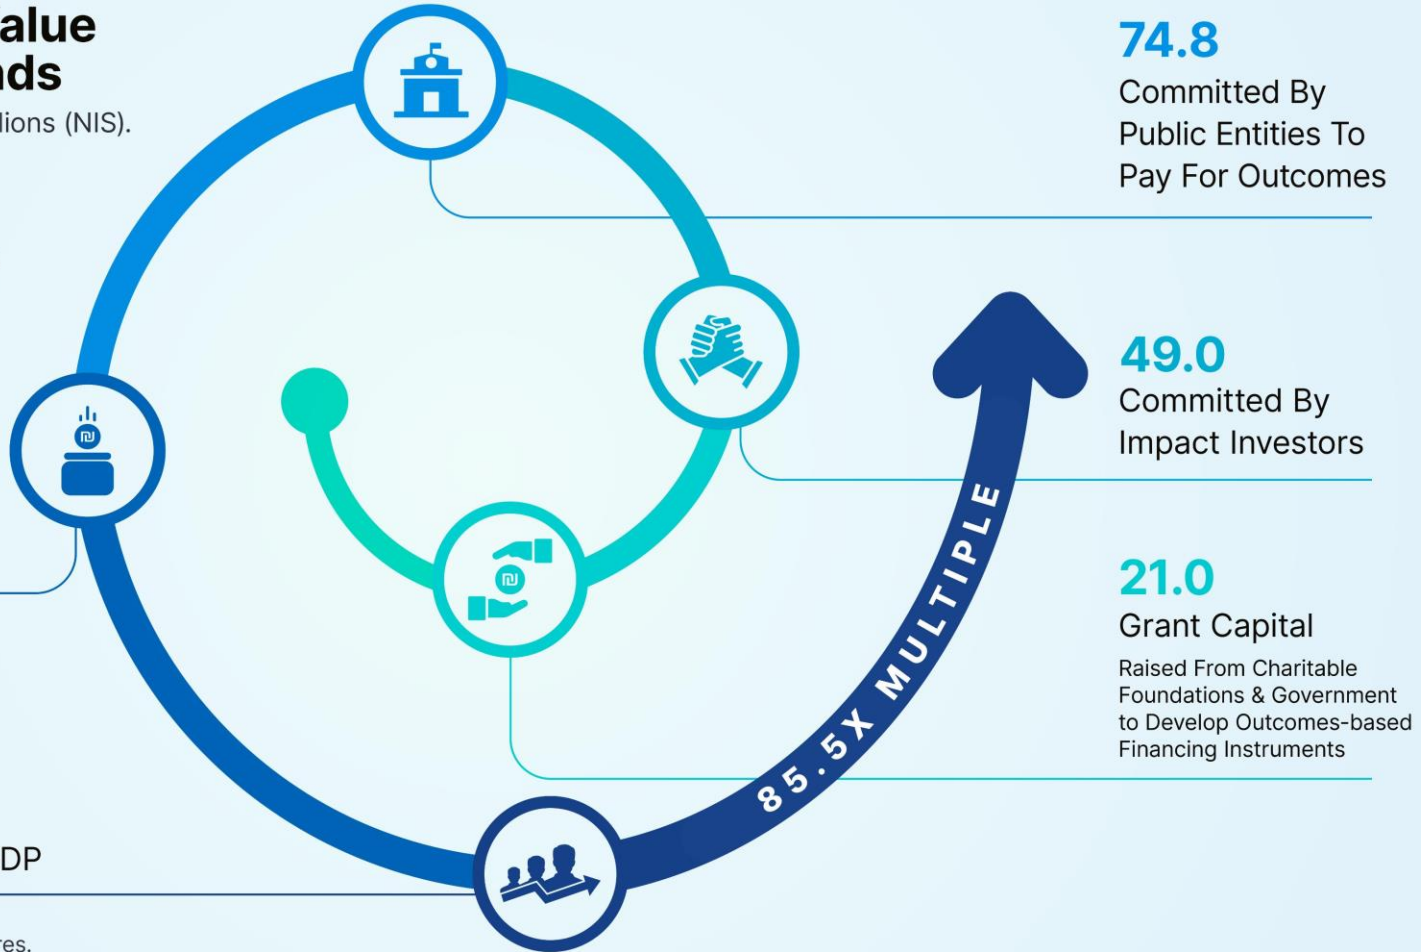 alue
nds
lions (NIS).
74.8
Committed By
Public Entities To
Pay For Outcomes
49.0
Committed By
Impact Investors
21.0
Grant Capital
Raised From Charitable
Foundations & Government
to Develop Outcomes-based
Financing Instruments
85.5X MULTIPLE
DP
res.